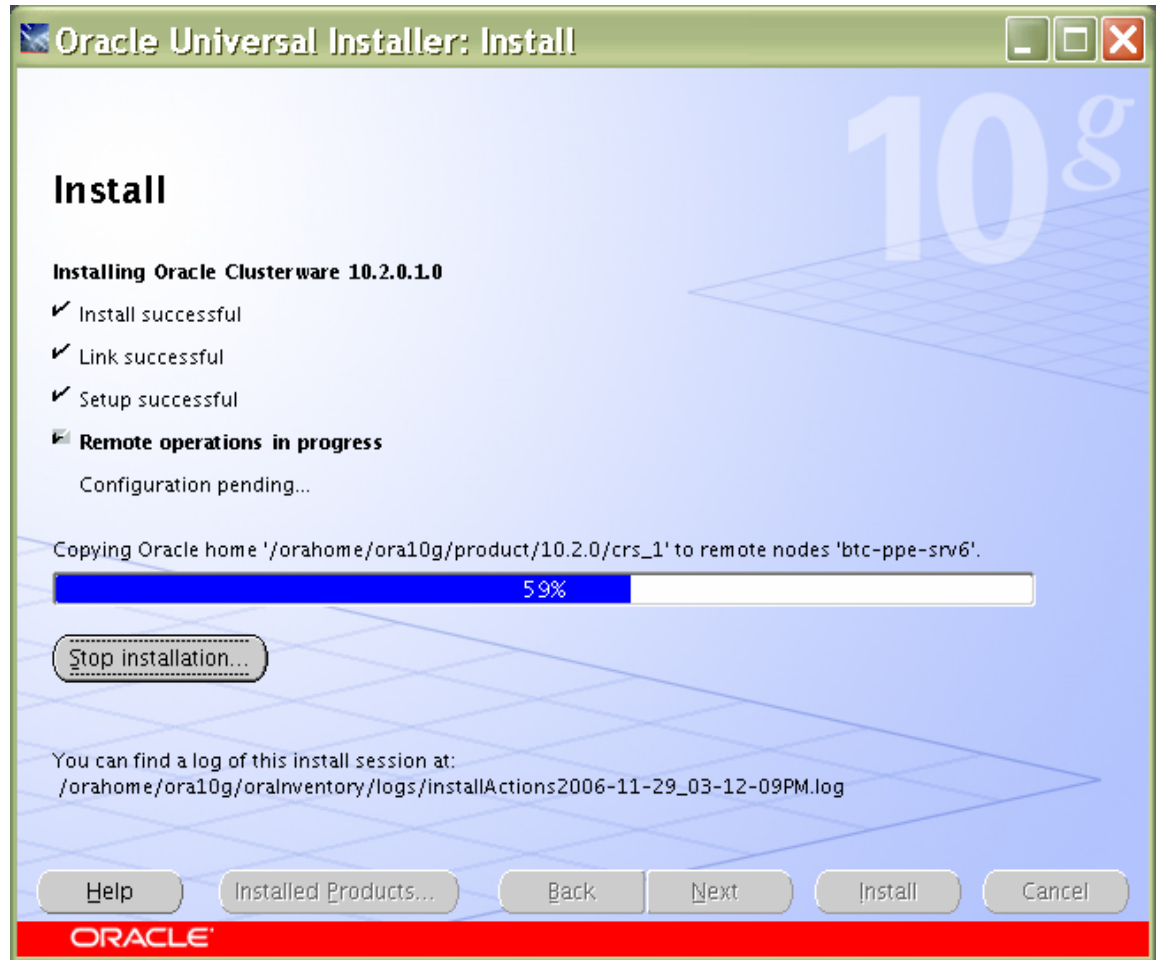 Oracle Universal Installer: Install
10g
Install
Installing Oracle Clusterware 10.2.0.1.0
Install successful
Link successful
Setup successful
Remote operations in progress
Configuration pending...
Copying Oracle home '/orahome/ora10g/product/10.2.0/crs_1' to remote nodes 'btc-ppe-srv6'.
59%
Stop installation...
You can find a log of this install session at:
/orahome/ora10g/oraInventory/logs/installActions2006-11-29_03-12-09PM.log
Help Installed Products... Back Next Install Cancel
ORACLE